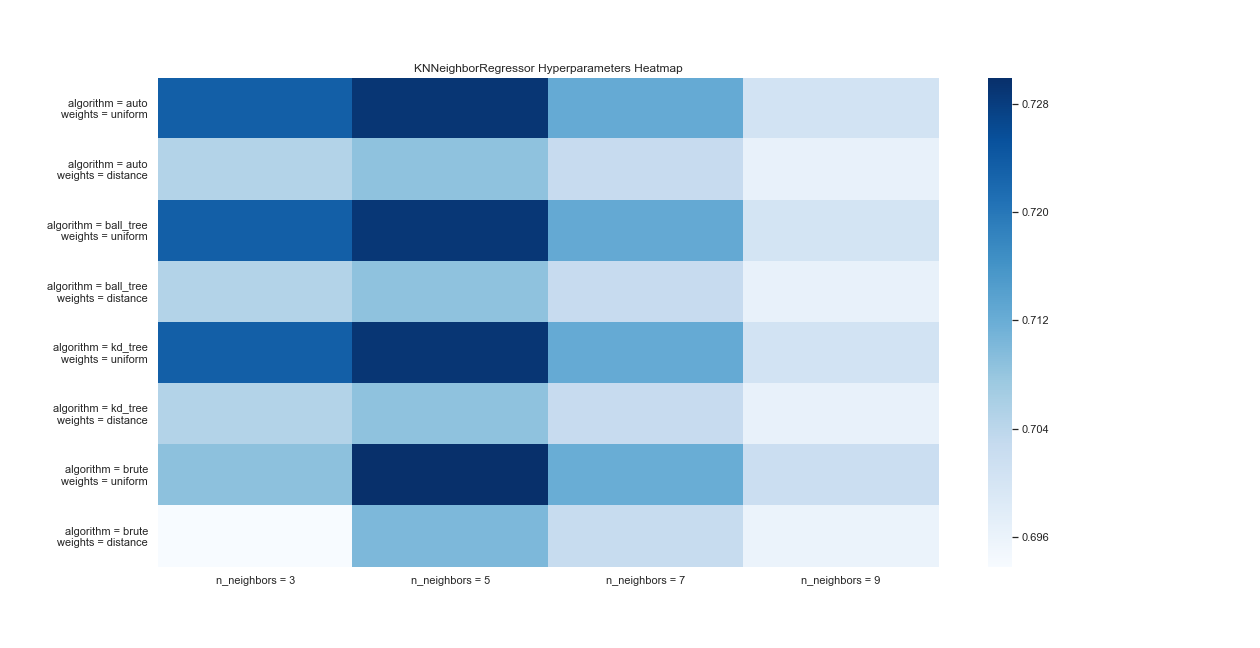 KNNeighborRegressor Hyperparameters Heatmap
algorithm = auto
weights = uniform
algorithm = auto
weights = distance
algorithm = ball_tree
weights = uniform
algorithm = ball_tree
weights = distance
algorithm = kd_tree
weights = uniform
algorithm = kd_tree
weights = distance
algorithm = brute
weights = uniform
algorithm = brute
weights = distance
n_neighbors = 3
n_neighbors = 5
n_neighbors = 7
n_neighbors = 9
0.728
0.720
0.712
0.704
0.696